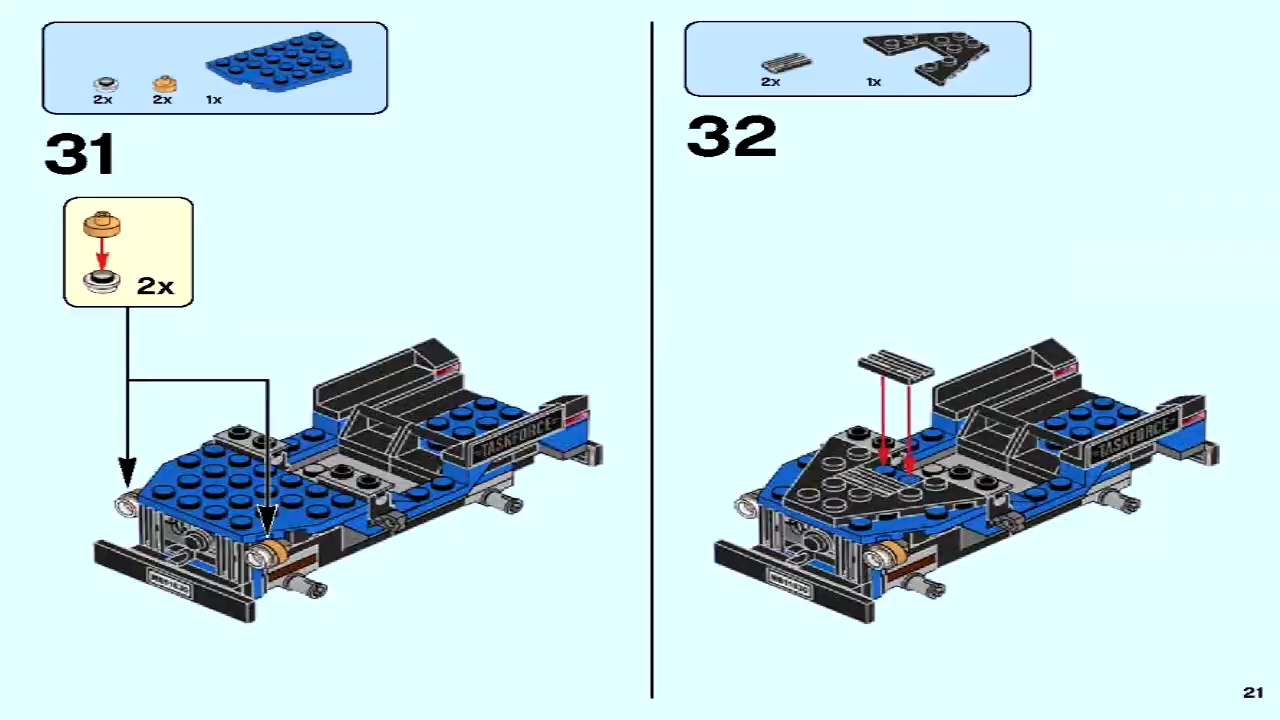 2x 2x 1x
31
2x
TASKFORCE
2x 1x
32
TASKFORCE
21